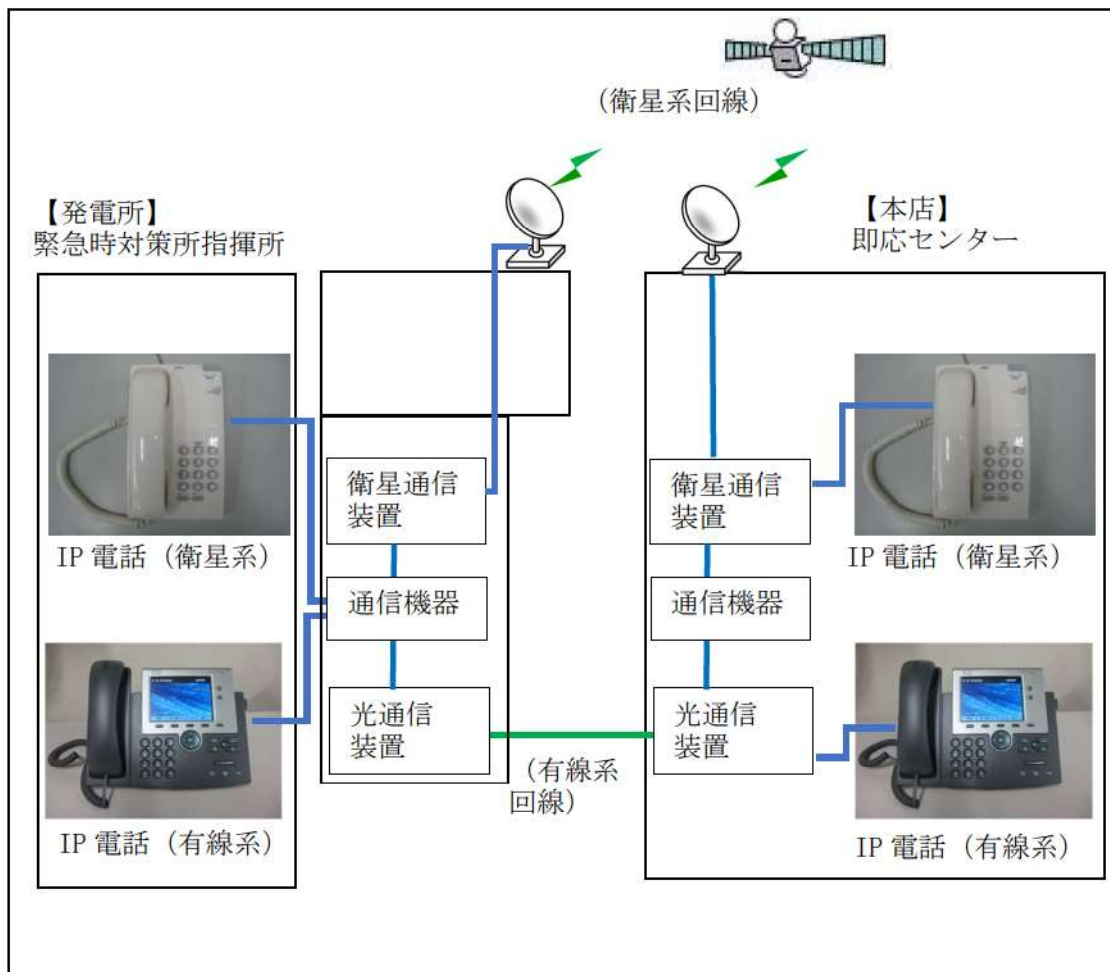 （衛星系回線）
【発電所】
緊急時対策所指揮所
【本店】
即応センター
衛星通信
装置
IP 電話（衛星系）
通信機器
光通信
装置
IP 電話（有線系）
（有線系
回線）
衛星通信
装置
IP 電話（衛星系）
通信機器
光通信
装置
IP 電話（有線系）